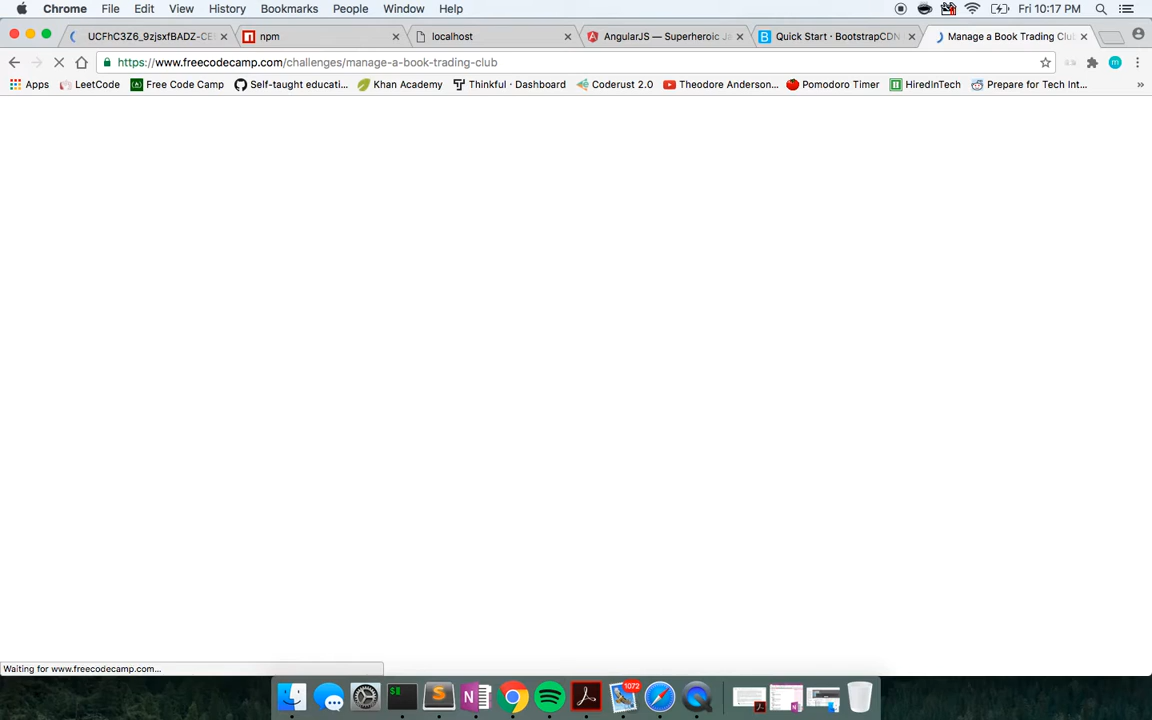 Chrome File Edit View History Bookmarks People Window Help Fri 10:17 PM
UCFhC3Z6_9zjsxfBADZ-CE npm localhost AngularJS — Superheroic Ja Quick Start · BootstrapCDN Manage a Book Trading Club
https://www.freecodecamp.com/challenges/manage-a-book-trading-club
Apps LeetCode Free Code Camp Self-taught educati... Khan Academy Thinkful · Dashboard Coderust 2.0 Theodore Anderson... Pomodoro Timer HiredInTech Prepare for Tech Int... »
Waiting for www.freecodecamp.com...
1072